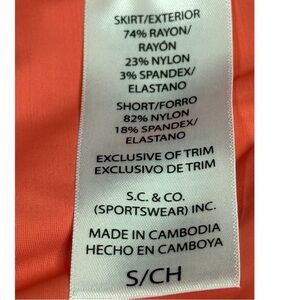 SKIRT/EXTERIOR
74% RAYON/
RAYÓN
23% NYLON
3% SPANDEX/
ELASTANO
SHORT/FORRO
82% NYLON
18% SPANDEX/
ELASTANO
EXCLUSIVE OF TRIM
EXCLUSIVO DE TRIM
S.C. & CO.
(SPORTSWEAR) INC.
MADE IN CAMBODIA
HECHO EN CAMBOYA
S/CH